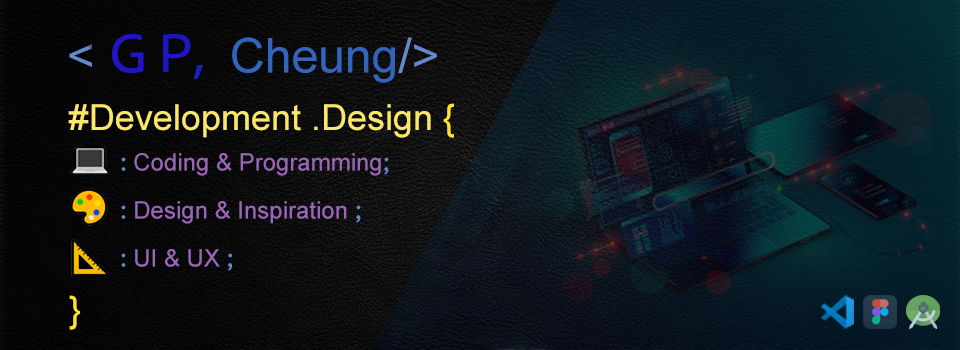 < G P, Cheung/>
#Development .Design {
: Coding & Programming;
: Design & Inspiration ;
: UI & UX ;
}